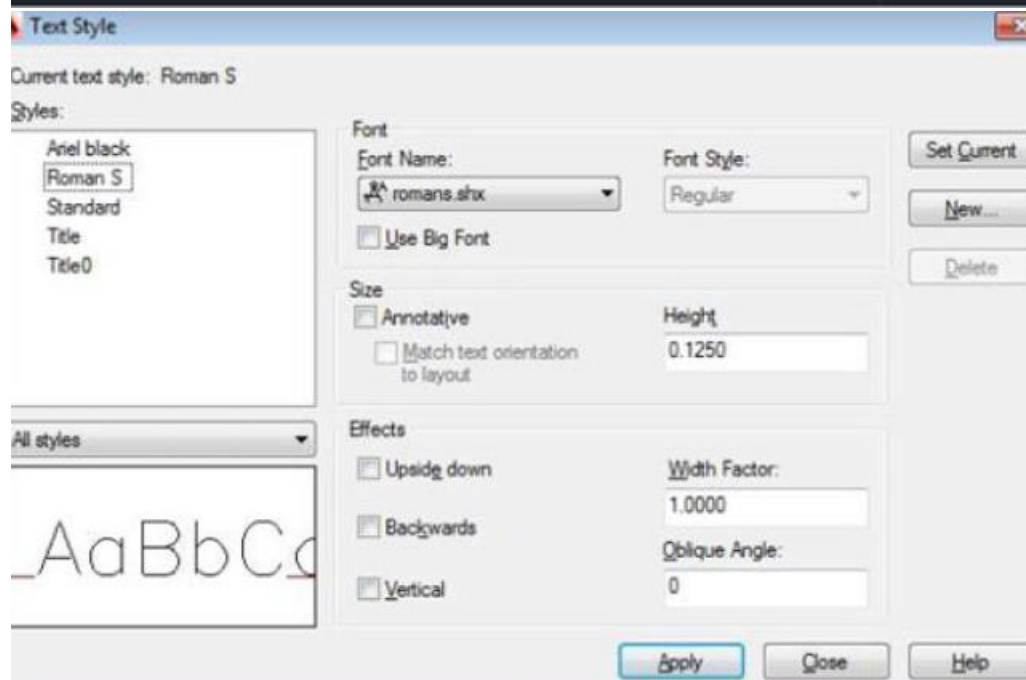 Text Style
Current text style: Roman S
Styles:
Ariel black
Roman S
Standard
Title
Title0
All styles
_AaBbCc
Font
Font Name:
romans.shx
Use Big Font
Font Style:
Regular
Size
Annotative
Match text orientation
to layout
Height
0.1250
Effects
Upside down
Backwards
Vertical
Width Factor:
1.0000
Oblique Angle:
0
Set Current
New...
Delete
Apply
Close
Help